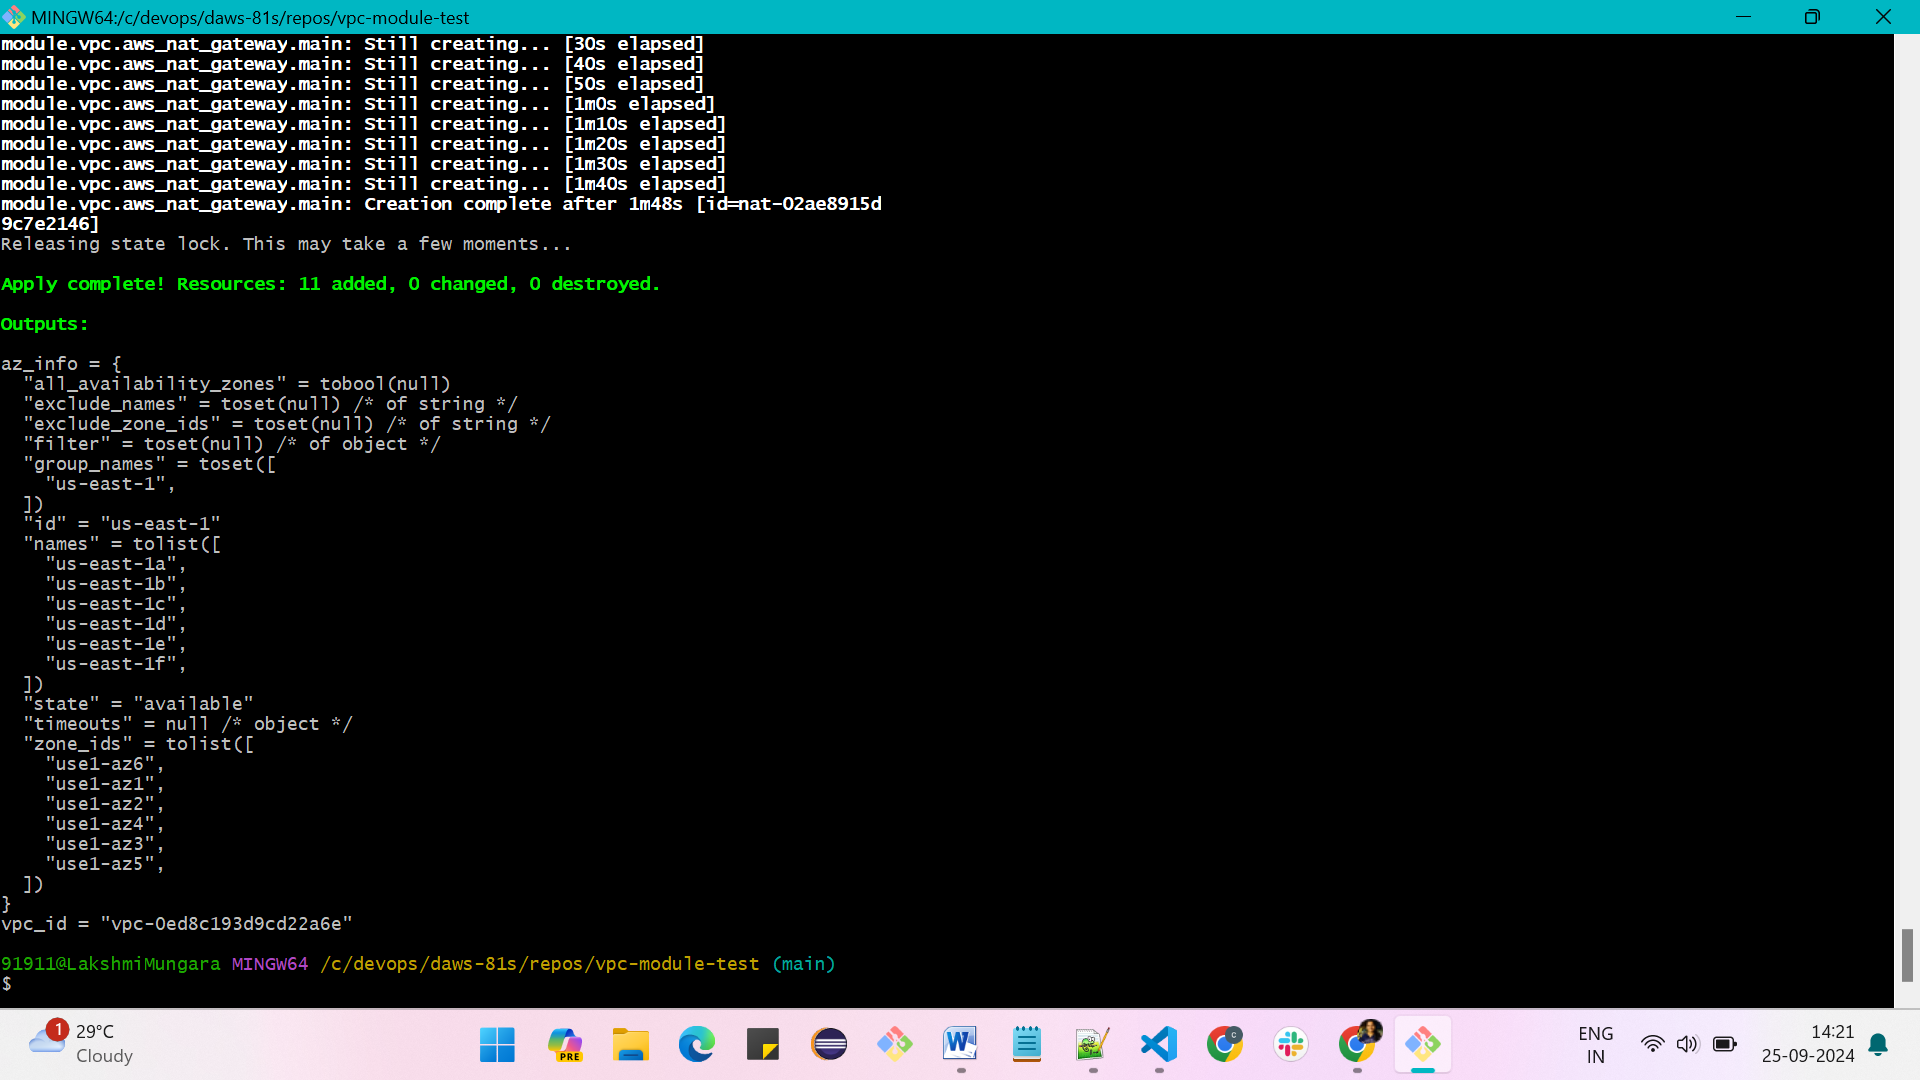 MINGW64:/c/devops/daws-81s/repos/vpc-module-test
module.vpc.aws_nat_gateway.main: Still creating... [30s elapsed]
module.vpc.aws_nat_gateway.main: Still creating... [40s elapsed]
module.vpc.aws_nat_gateway.main: Still creating... [50s elapsed]
module.vpc.aws_nat_gateway.main: Still creating... [1m0s elapsed]
module.vpc.aws_nat_gateway.main: Still creating... [1m10s elapsed]
module.vpc.aws_nat_gateway.main: Still creating... [1m20s elapsed]
module.vpc.aws_nat_gateway.main: Still creating... [1m30s elapsed]
module.vpc.aws_nat_gateway.main: Still creating... [1m40s elapsed]
module.vpc.aws_nat_gateway.main: Creation complete after 1m48s [id=nat-02ae8915d
9c7e2146]
Releasing state lock. This may take a few moments...
Apply complete! Resources: 11 added, 0 changed, 0 destroyed.
Outputs:
az_info = {
  "all_availability_zones" = tobool(null)
  "exclude_names" = toset(null) /* of string */
  "exclude_zone_ids" = toset(null) /* of string */
  "filter" = toset(null) /* of object */
  "group_names" = toset([
    "us-east-1",
  ])
  "id" = "us-east-1"
  "names" = tolist([
    "us-east-1a",
    "us-east-1b",
    "us-east-1c",
    "us-east-1d",
    "us-east-1e",
    "us-east-1f",
  ])
  "state" = "available"
  "timeouts" = null /* object */
  "zone_ids" = tolist([
    "use1-az6",
    "use1-az1",
    "use1-az2",
    "use1-az4",
    "use1-az3",
    "use1-az5",
  ])
}
vpc_id = "vpc-0ed8c193d9cd22a6e"
91911@LakshmiMungara MINGW64 /c/devops/daws-81s/repos/vpc-module-test (main)
$
1
29°C
Cloudy
PRE
W
C
ENG
IN
14:21
25-09-2024